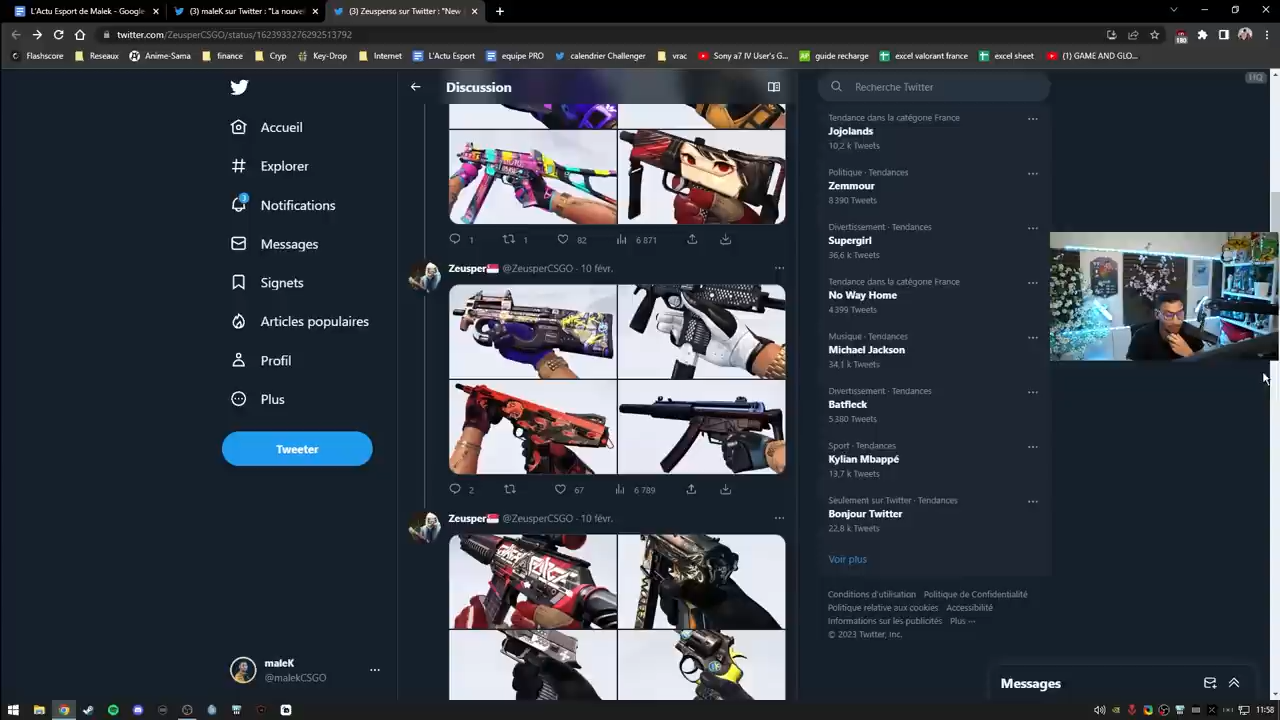 L'Actu Esport de Malek - Google
(3) maleK sur Twitter : "La nouvel
(3) Zeusperso sur Twitter : "New
twitter.com/ZeusperCSGO/status/1623933276292513792
Flashscore
Reseaux
Anime-Sama
finance
Cryp
Key-Drop
Internet
L'Actu Esport
equipe PRO
calendrier Challenger
vrac
Sony a7 IV User's G...
guide recharge
excel valorant france
excel sheet
(1) GAME AND GLO...
HQ
Accueil
Explorer
Notifications
3
Messages
Signets
Articles populaires
Profil
Plus
Tweeter
maleK
@malekCSGO
Discussion
1 1 82 6 871
Zeusper @ZeusperCSGO · 10 févr.
2 67 6 789
Zeusper @ZeusperCSGO · 10 févr.
Recherche Twitter
Tendance dans la catégorie France
Jojolands
10,2 k Tweets
Politique · Tendances
Zemmour
8 390 Tweets
Divertissement · Tendances
Supergirl
36,6 k Tweets
Tendance dans la catégorie France
No Way Home
4 399 Tweets
Musique · Tendances
Michael Jackson
34,1 k Tweets
Divertissement · Tendances
Batfleck
5 380 Tweets
Sport · Tendances
Kylian Mbappé
13,7 k Tweets
Seulement sur Twitter · Tendances
Bonjour Twitter
22,8 k Tweets
Voir plus
Conditions d'utilisation Politique de Confidentialité
Politique relative aux cookies Accessibilité
Informations sur les publicités Plus ···
© 2023 Twitter, Inc.
Messages
11:58